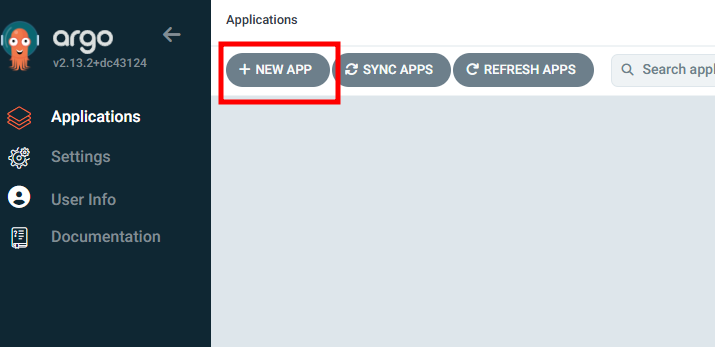 argo
v2.13.2+dc43124
Applications
Settings
User Info
Documentation
Applications
+ NEW APP
SYNC APPS
REFRESH APPS
Search appl